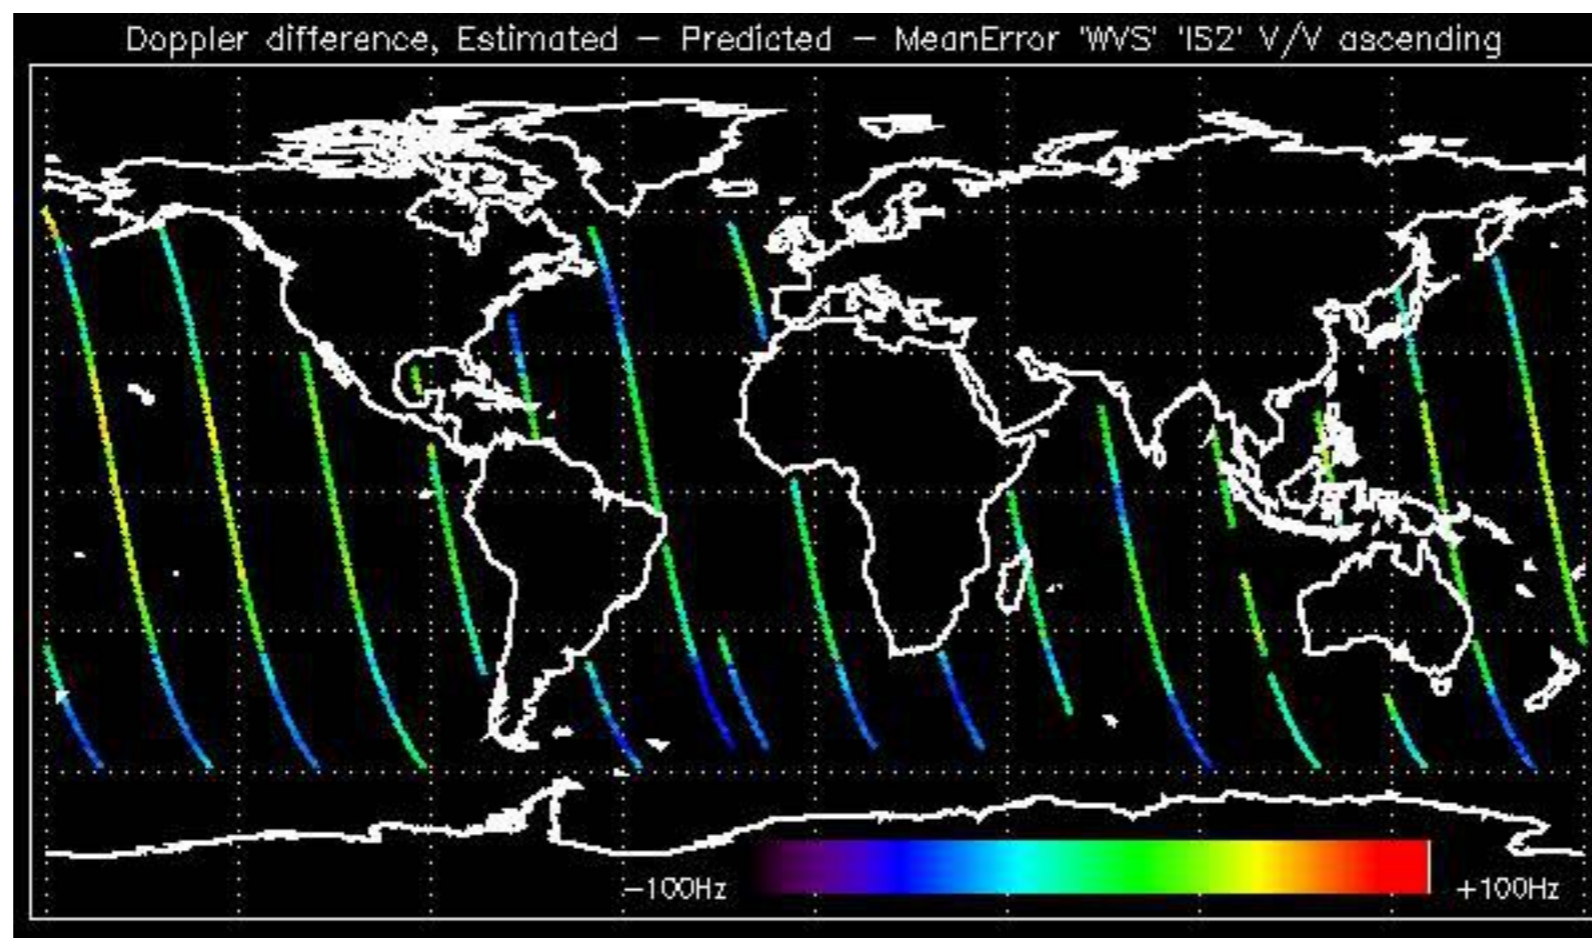 Doppler difference, Estimated – Predicted – MeanError 'WVS' 'IS2' V/V ascending
–100Hz +100Hz